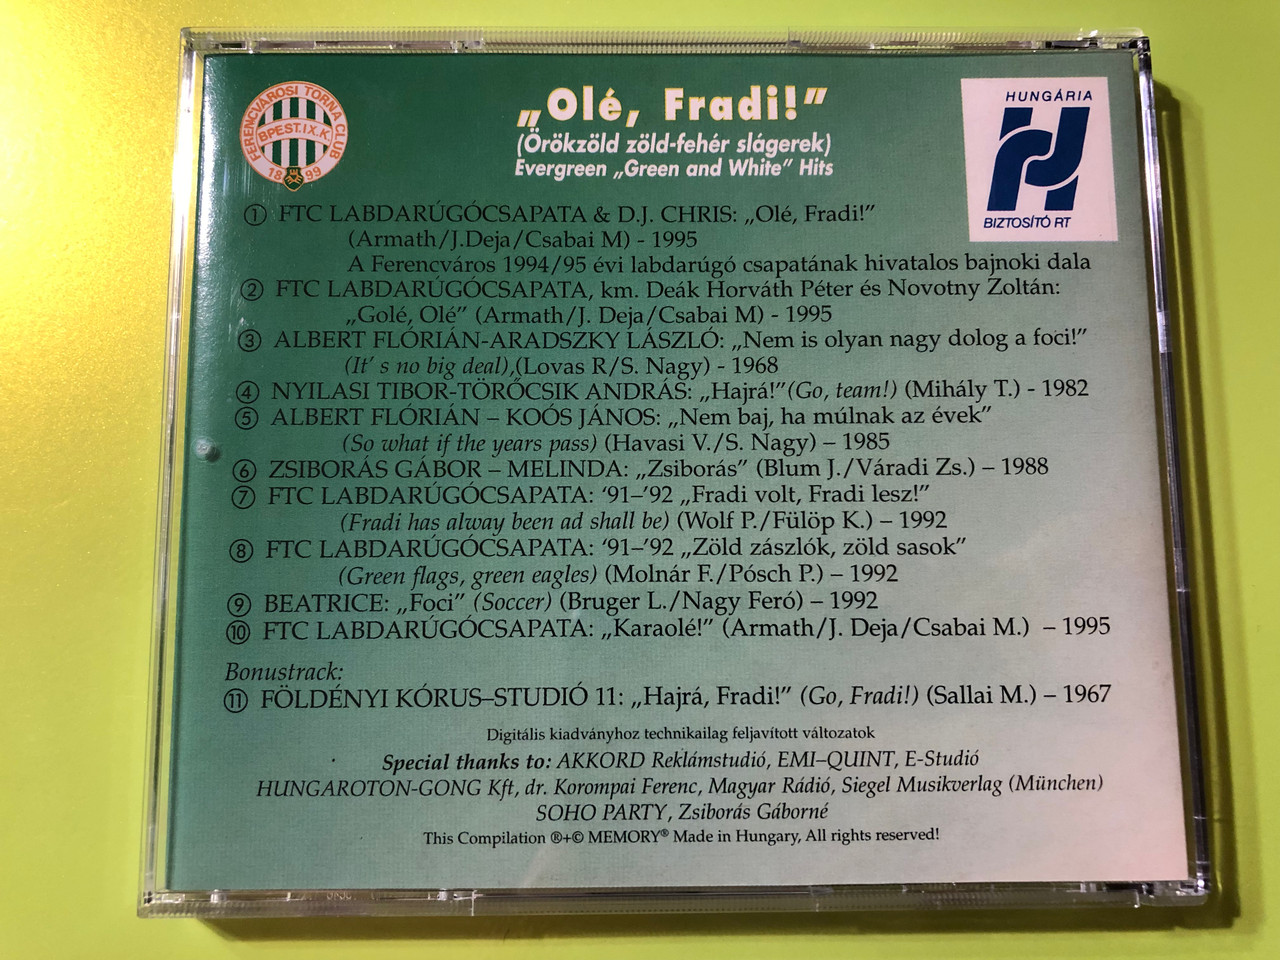 FERENCVÁROSI TORNA CLUB
BPEST.IX.K.
1899
„Olé, Fradi!”
(Örökzöld zöld-fehér slágerek)
Evergreen „Green and White” Hits
HUNGÁRIA
BIZTOSÍTÓ RT
① FTC LABDARÚGÓCSAPATA & D.J. CHRIS: „Olé, Fradi!”
(Armath/J.Deja/Csabai M) - 1995
A Ferencváros 1994/95 évi labdarúgó csapatának hivatalos bajnoki dala
② FTC LABDARÚGÓCSAPATA, km. Deák Horváth Péter és Novotny Zoltán:
„Golé, Olé” (Armath/J. Deja/Csabai M) - 1995
③ ALBERT FLÓRIÁN-ARADSZKY LÁSZLÓ: „Nem is olyan nagy dolog a foci!”
(It' s no big deal),(Lovas R/S. Nagy) - 1968
④ NYILASI TIBOR-TÖRŐCSIK ANDRÁS: „Hajrá!”(Go, team!) (Mihály T.) - 1982
⑤ ALBERT FLÓRIÁN – KOÓS JÁNOS: „Nem baj, ha múlnak az évek”
(So what if the years pass) (Havasi V./S. Nagy) – 1985
⑥ ZSIBORÁS GÁBOR – MELINDA: „Zsiborás” (Blum J./Váradi Zs.) – 1988
⑦ FTC LABDARÚGÓCSAPATA: ‘91–’92 „Fradi volt, Fradi lesz!”
(Fradi has alway been ad shall be) (Wolf P./Fülöp K.) – 1992
⑧ FTC LABDARÚGÓCSAPATA: ‘91–’92 „Zöld zászlók, zöld sasok”
(Green flags, green eagles) (Molnár F./Pósch P.) – 1992
⑨ BEATRICE: „Foci” (Soccer) (Bruger L./Nagy Feró) – 1992
⑩ FTC LABDARÚGÓCSAPATA: „Karaolé!” (Armath/J. Deja/Csabai M.) – 1995
Bonustrack:
⑪ FÖLDÉNYI KÓRUS–STUDIÓ 11: „Hajrá, Fradi!” (Go, Fradi!) (Sallai M.) – 1967
Digitális kiadványhoz technikailag feljavított változatok
Special thanks to: AKKORD Reklámstudió, EMI–QUINT, E-Studió
HUNGAROTON-GONG Kft, dr. Korompai Ferenc, Magyar Rádió, Siegel Musikverlag (München)
SOHO PARTY, Zsiborás Gáborné
This Compilation ®+© MEMORY® Made in Hungary, All rights reserved!